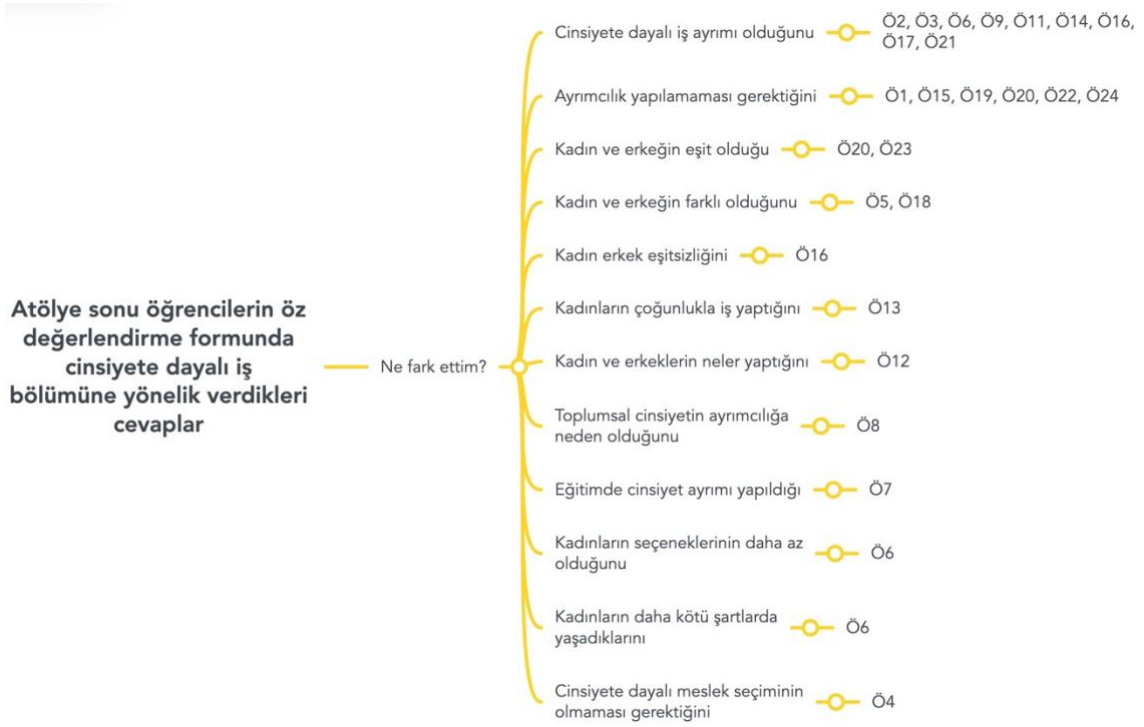 Atölye sonu öğrencilerin öz
değerlendirme formunda
cinsiyete dayalı iş
bölümüne yönelik verdikleri
cevaplar
Ne fark ettim?
Cinsiyete dayalı iş ayrımı olduğunu
Ö2, Ö3, Ö6, Ö9, Ö11, Ö14, Ö16,
Ö17, Ö21
Ayrımcılık yapılamaması gerektiğini
Ö1, Ö15, Ö19, Ö20, Ö22, Ö24
Kadın ve erkeğin eşit olduğu
Ö20, Ö23
Kadın ve erkeğin farklı olduğunu
Ö5, Ö18
Kadın erkek eşitsizliğini
Ö16
Kadınların çoğunlukla iş yaptığını
Ö13
Kadın ve erkeklerin neler yaptığını
Ö12
Toplumsal cinsiyetin ayrımcılığa
neden olduğunu
Ö8
Eğitimde cinsiyet ayrımı yapıldığı
Ö7
Kadınların seçeneklerinin daha az
olduğunu
Ö6
Kadınların daha kötü şartlarda
yaşadıklarını
Ö6
Cinsiyete dayalı meslek seçiminin
olmaması gerektiğini
Ö4